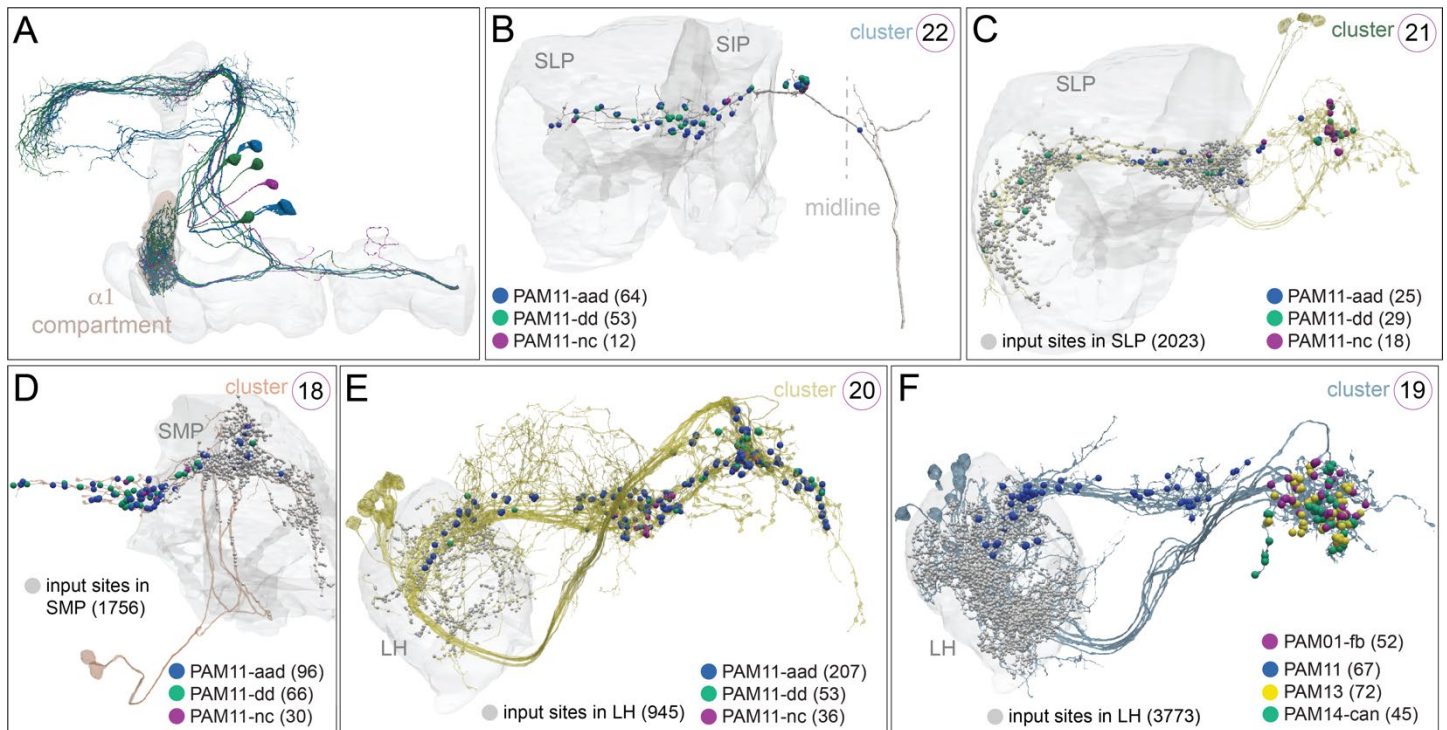 A
α1
compartment
B
cluster 22
SLP
SIP
midline
PAM11-aad (64)
PAM11-dd (53)
PAM11-nc (12)
C
cluster 21
SLP
input sites in SLP (2023)
PAM11-aad (25)
PAM11-dd (29)
PAM11-nc (18)
D
cluster 18
SMP
input sites in
SMP (1756)
PAM11-aad (96)
PAM11-dd (66)
PAM11-nc (30)
E
cluster 20
LH
input sites in LH (945)
PAM11-aad (207)
PAM11-dd (53)
PAM11-nc (36)
F
cluster 19
LH
input sites in LH (3773)
PAM01-fb (52)
PAM11 (67)
PAM13 (72)
PAM14-can (45)